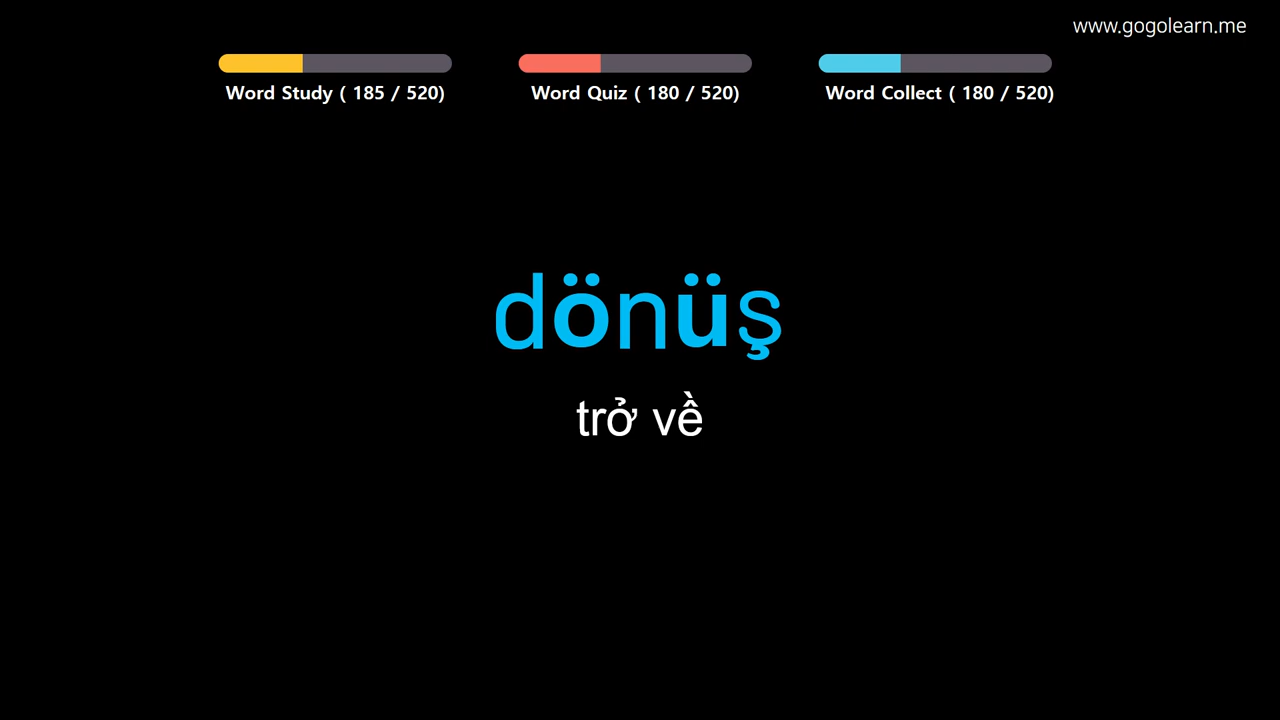 www.gogolearn.me
Word Study ( 185 / 520)
Word Quiz ( 180 / 520)
Word Collect ( 180 / 520)
dönüş
trở về